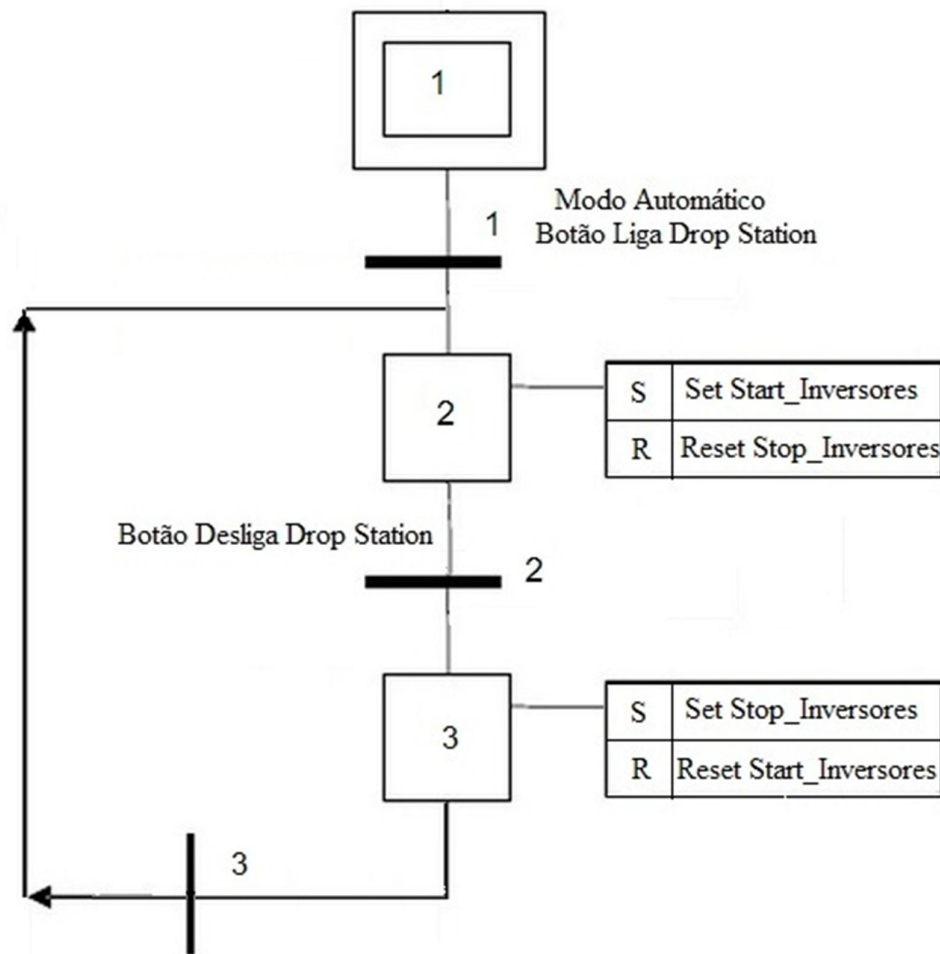 1
Modo Automático
1
Botão Liga Drop Station
S Set Start_Inversores
2
R Reset Stop_Inversores
Botão Desliga Drop Station
2
S Set Stop_Inversores
3
R Reset Start_Inversores
3